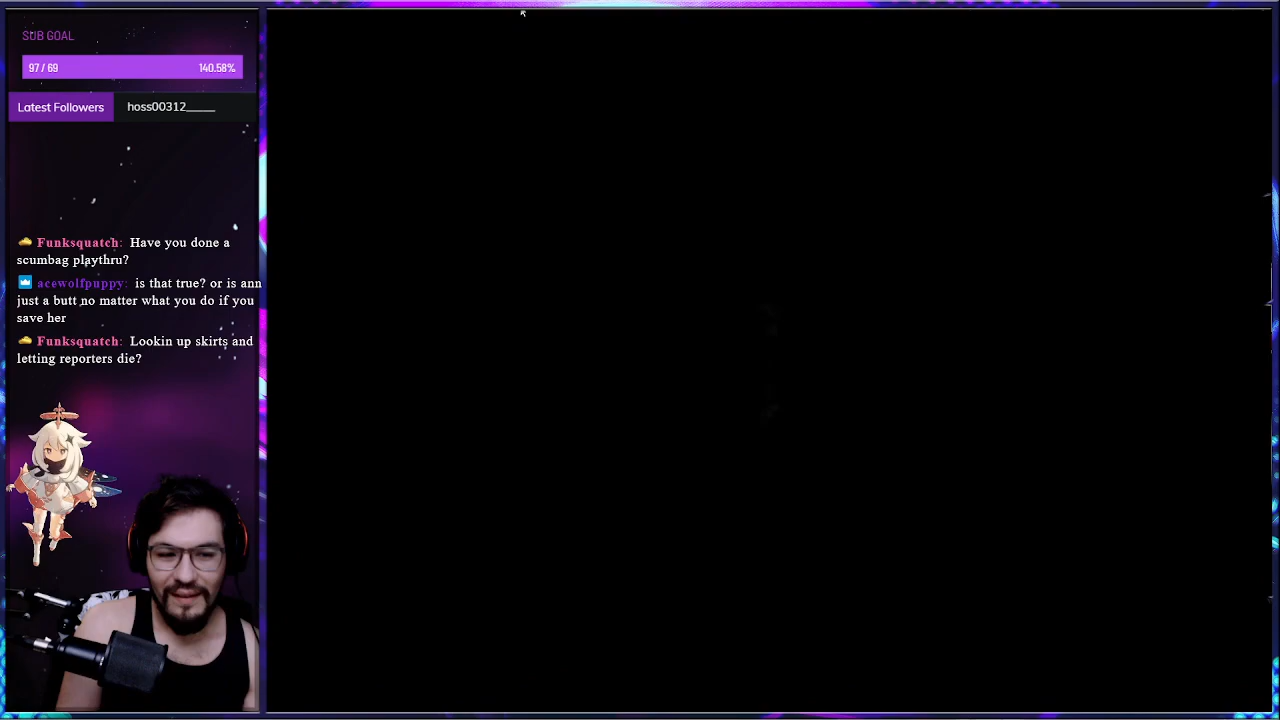 SUB GOAL
97 / 69 140.58%
Latest Followers hoss00312_____
Funksquatch: Have you done a
scumbag playthru?
acewolfpuppy: is that true? or is ann
just a butt no matter what you do if you
save her
Funksquatch: Lookin up skirts and
letting reporters die?